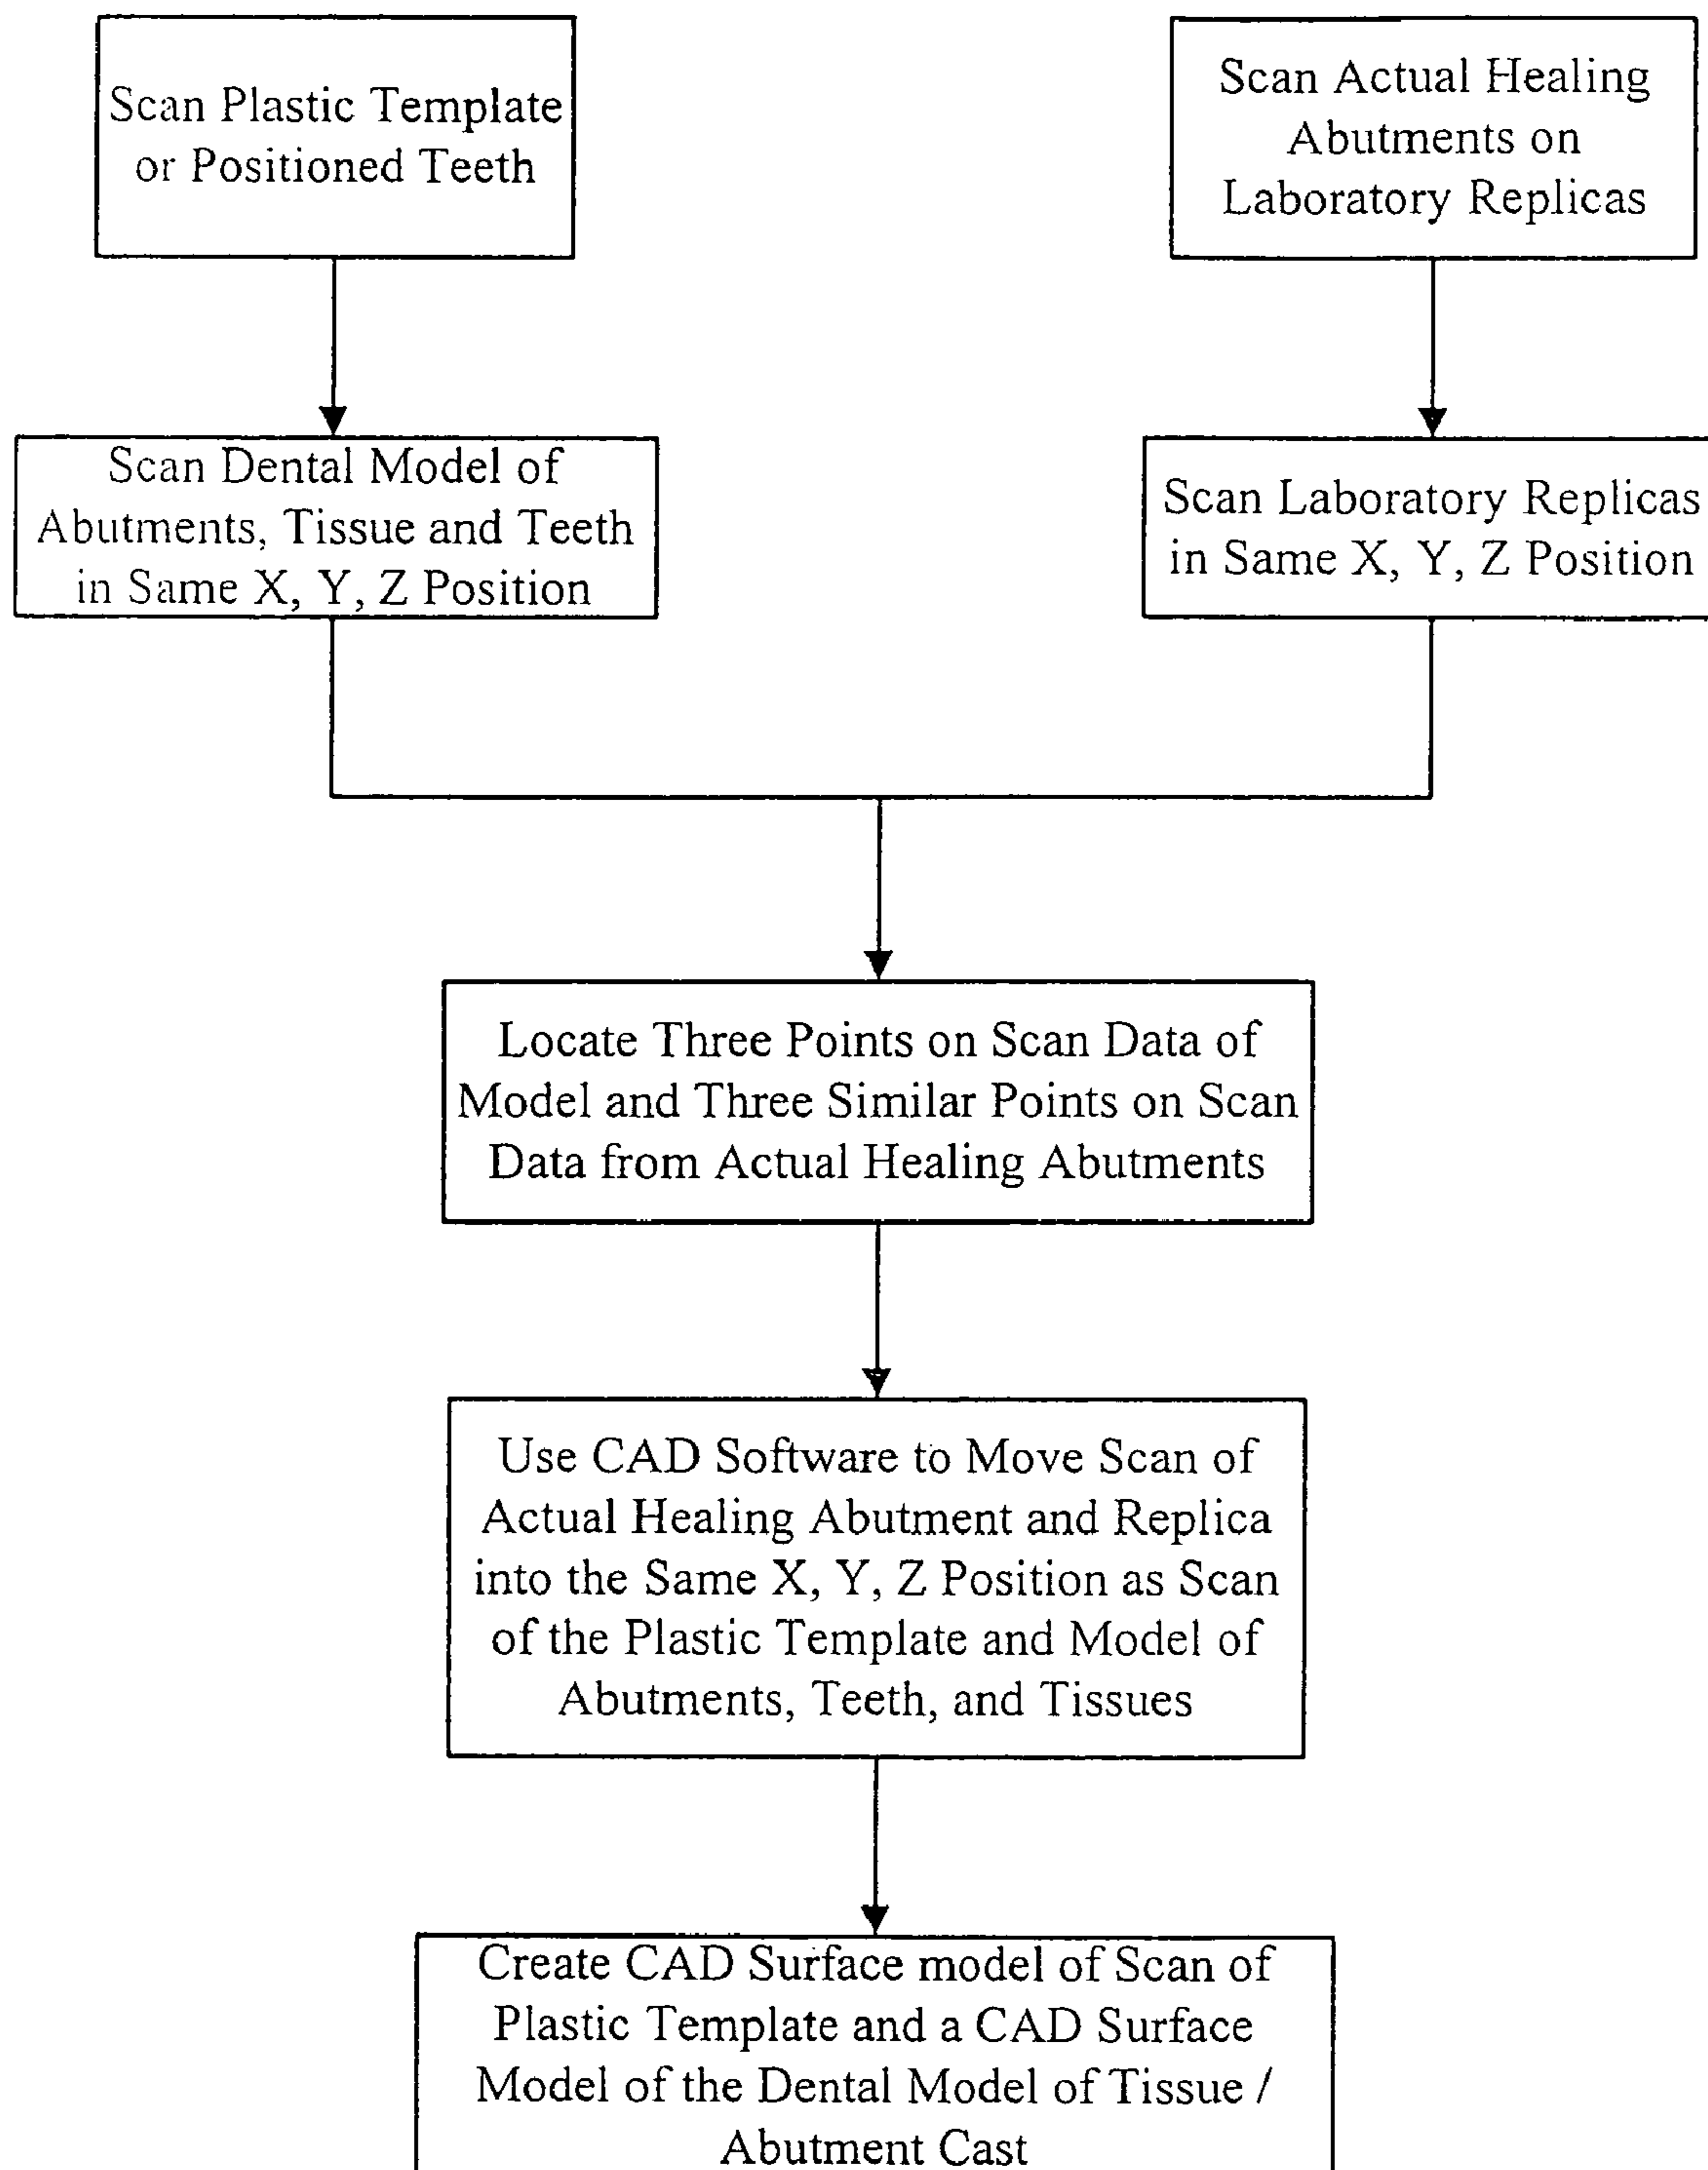 Scan Plastic Template
or Positioned Teeth
Scan Actual Healing
Abutments on
Laboratory Replicas
Scan Dental Model of
Abutments, Tissue and Teeth
in Same X, Y, Z Position
Scan Laboratory Replicas
in Same X, Y, Z Position
Locate Three Points on Scan Data of
Model and Three Similar Points on Scan
Data from Actual Healing Abutments
Use CAD Software to Move Scan of
Actual Healing Abutment and Replica
into the Same X, Y, Z Position as Scan
of the Plastic Template and Model of
Abutments, Teeth, and Tissues
Create CAD Surface model of Scan of
Plastic Template and a CAD Surface
Model of the Dental Model of Tissue /
Abutment Cast